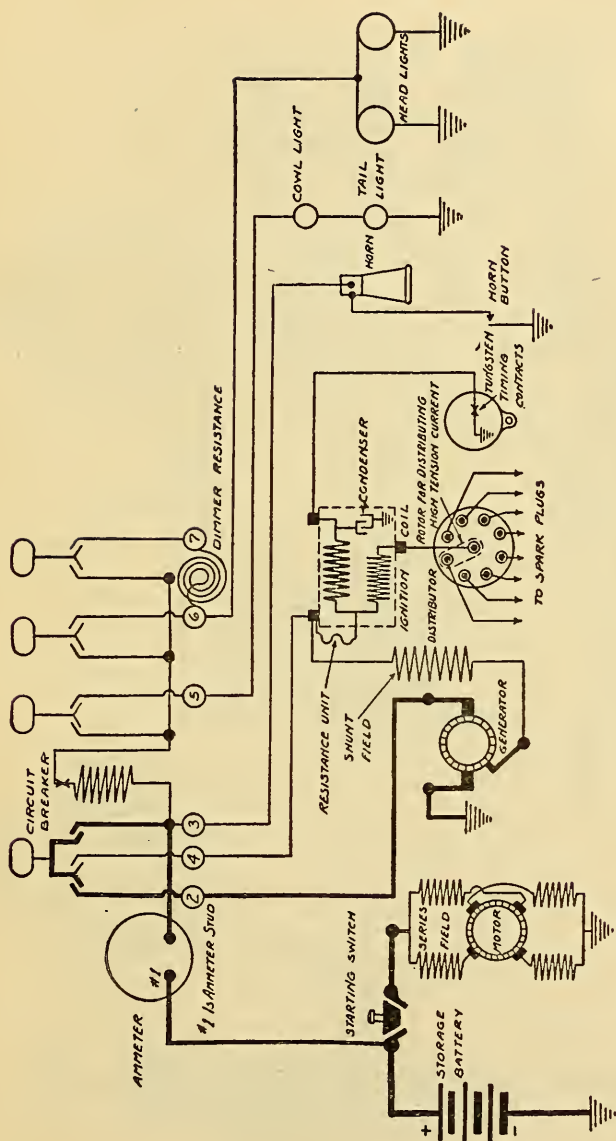 AMMETER
#1
#1 IS AMMETER STUD
CIRCUIT
BREAKER
2
4
3
5
6
7
DIMMER RESISTANCE
COWL LIGHT
TAIL
LIGHT
HEAD LIGHTS
HORN
HORN
BUTTON
TUNGSTEN
TIMING
CONTACTS
CONDENSER
IGNITION COIL
ROTOR FOR DISTRIBUTING
HIGH TENSION CURRENT
DISTRIBUTOR
TO SPARK PLUGS
RESISTANCE UNIT
SHUNT
FIELD
GENERATOR
STARTING SWITCH
SERIES
FIELD
MOTOR
STORAGE
BATTERY
+
-